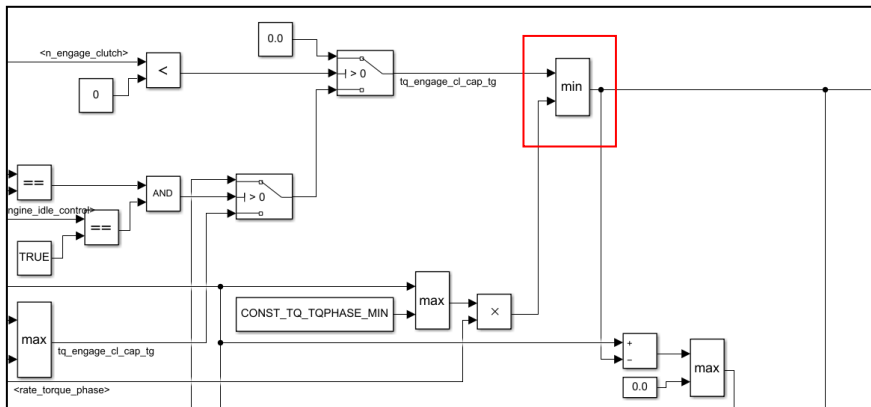 0.0
<n_engage_clutch>
<
> 0
tq_engage_cl_cap_tg
min
0
==
AND
> 0
ngine_idle_control>
==
TRUE
max
CONST_TQ_TQPHASE_MIN
×
max
tq_engage_cl_cap_tg
+
−
max
0.0
<rate_torque_phase>